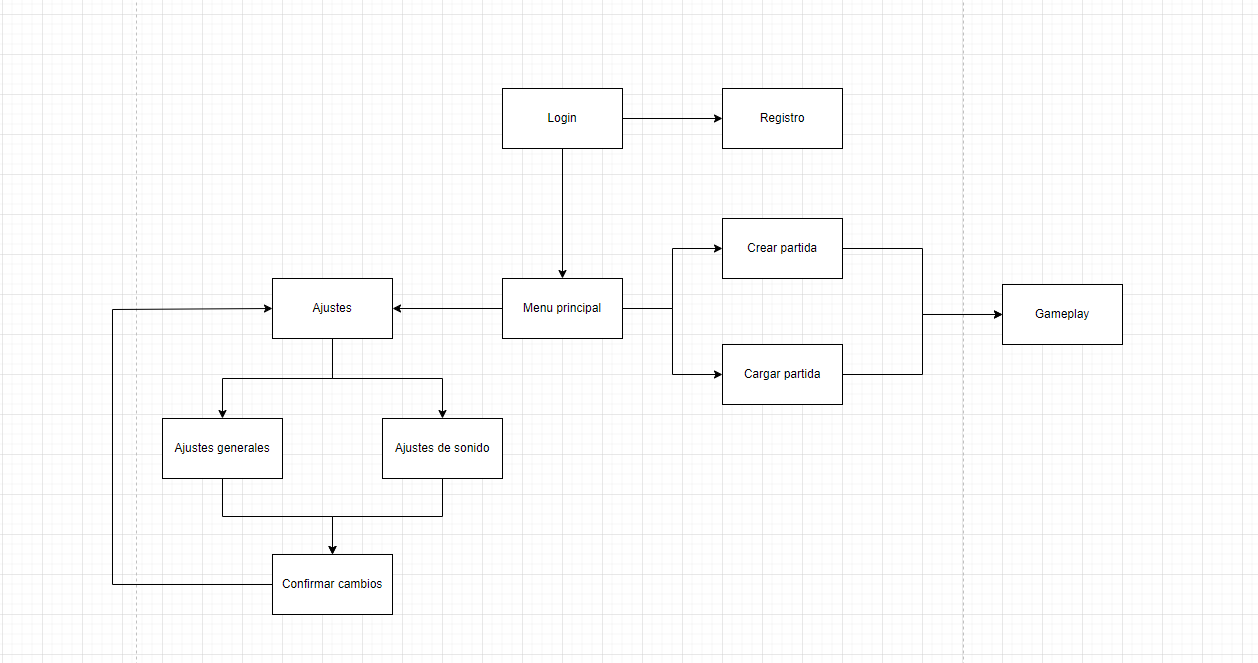 Login
Registro
Crear partida
Ajustes
Menu principal
Gameplay
Cargar partida
Ajustes generales
Ajustes de sonido
Confirmar cambios